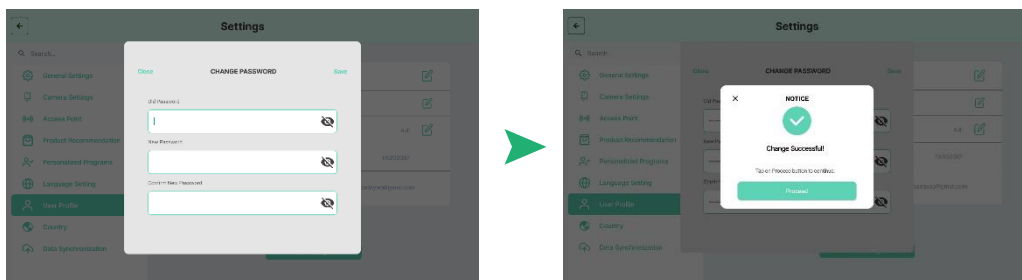 Settings
Search...
General Settings
Camera Settings
Access Point
Product Recommendation
Personalized Programs
Language Setting
User Profile
Country
Data Synchronization
Close
CHANGE PASSWORD
Save
Old Password
New Password
Confirm New Password
Settings
Search...
General Settings
Camera Settings
Access Point
Product Recommendation
Personalized Programs
Language Setting
User Profile
Country
Data Synchronization
Close
CHANGE PASSWORD
Save
NOTICE
Change Successful!
Tap on Proceed button to continue.
Proceed